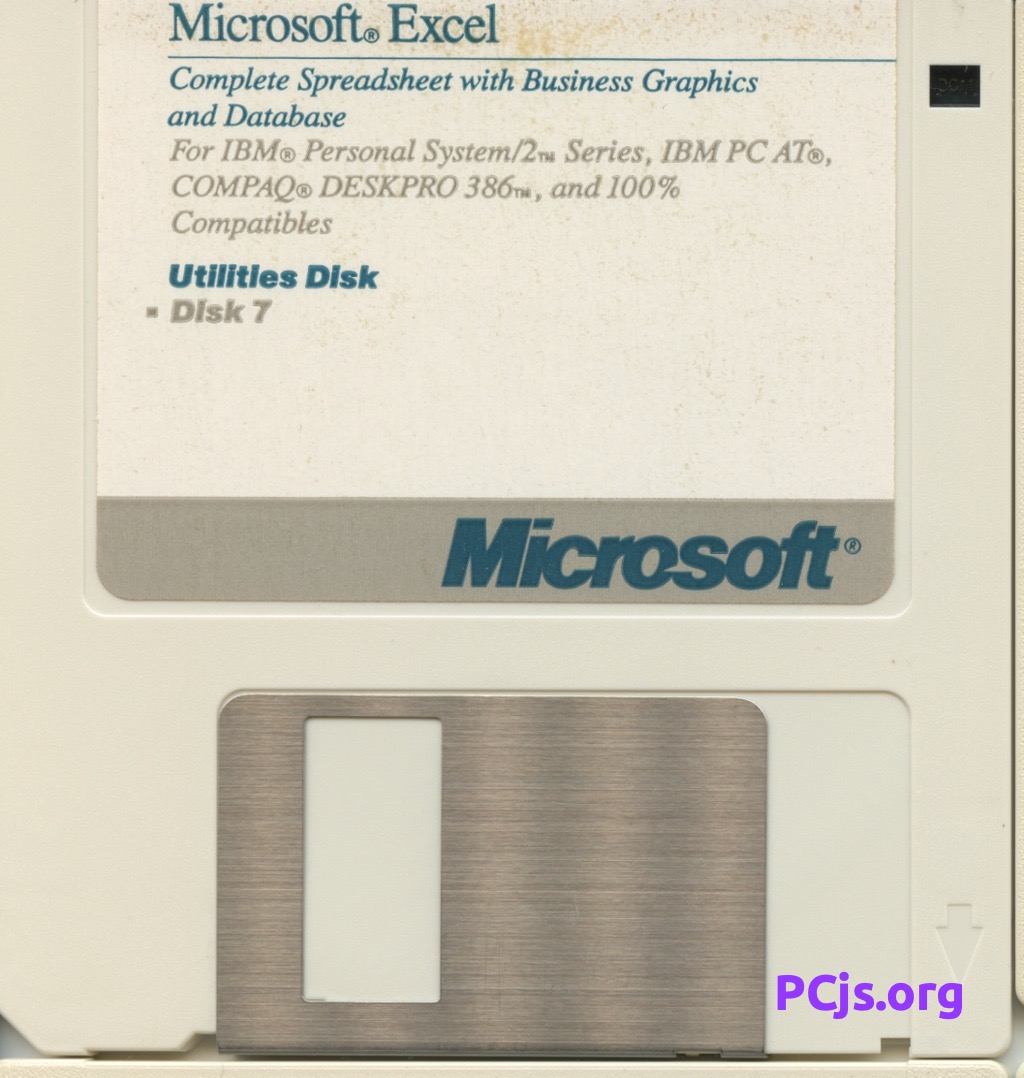 Microsoft® Excel
Complete Spreadsheet with Business Graphics
and Database
For IBM® Personal System/2™ Series, IBM PC AT®,
COMPAQ® DESKPRO 386™, and 100%
Compatibles
Utilities Disk
▪ Disk 7
Microsoft®
PCjs.org